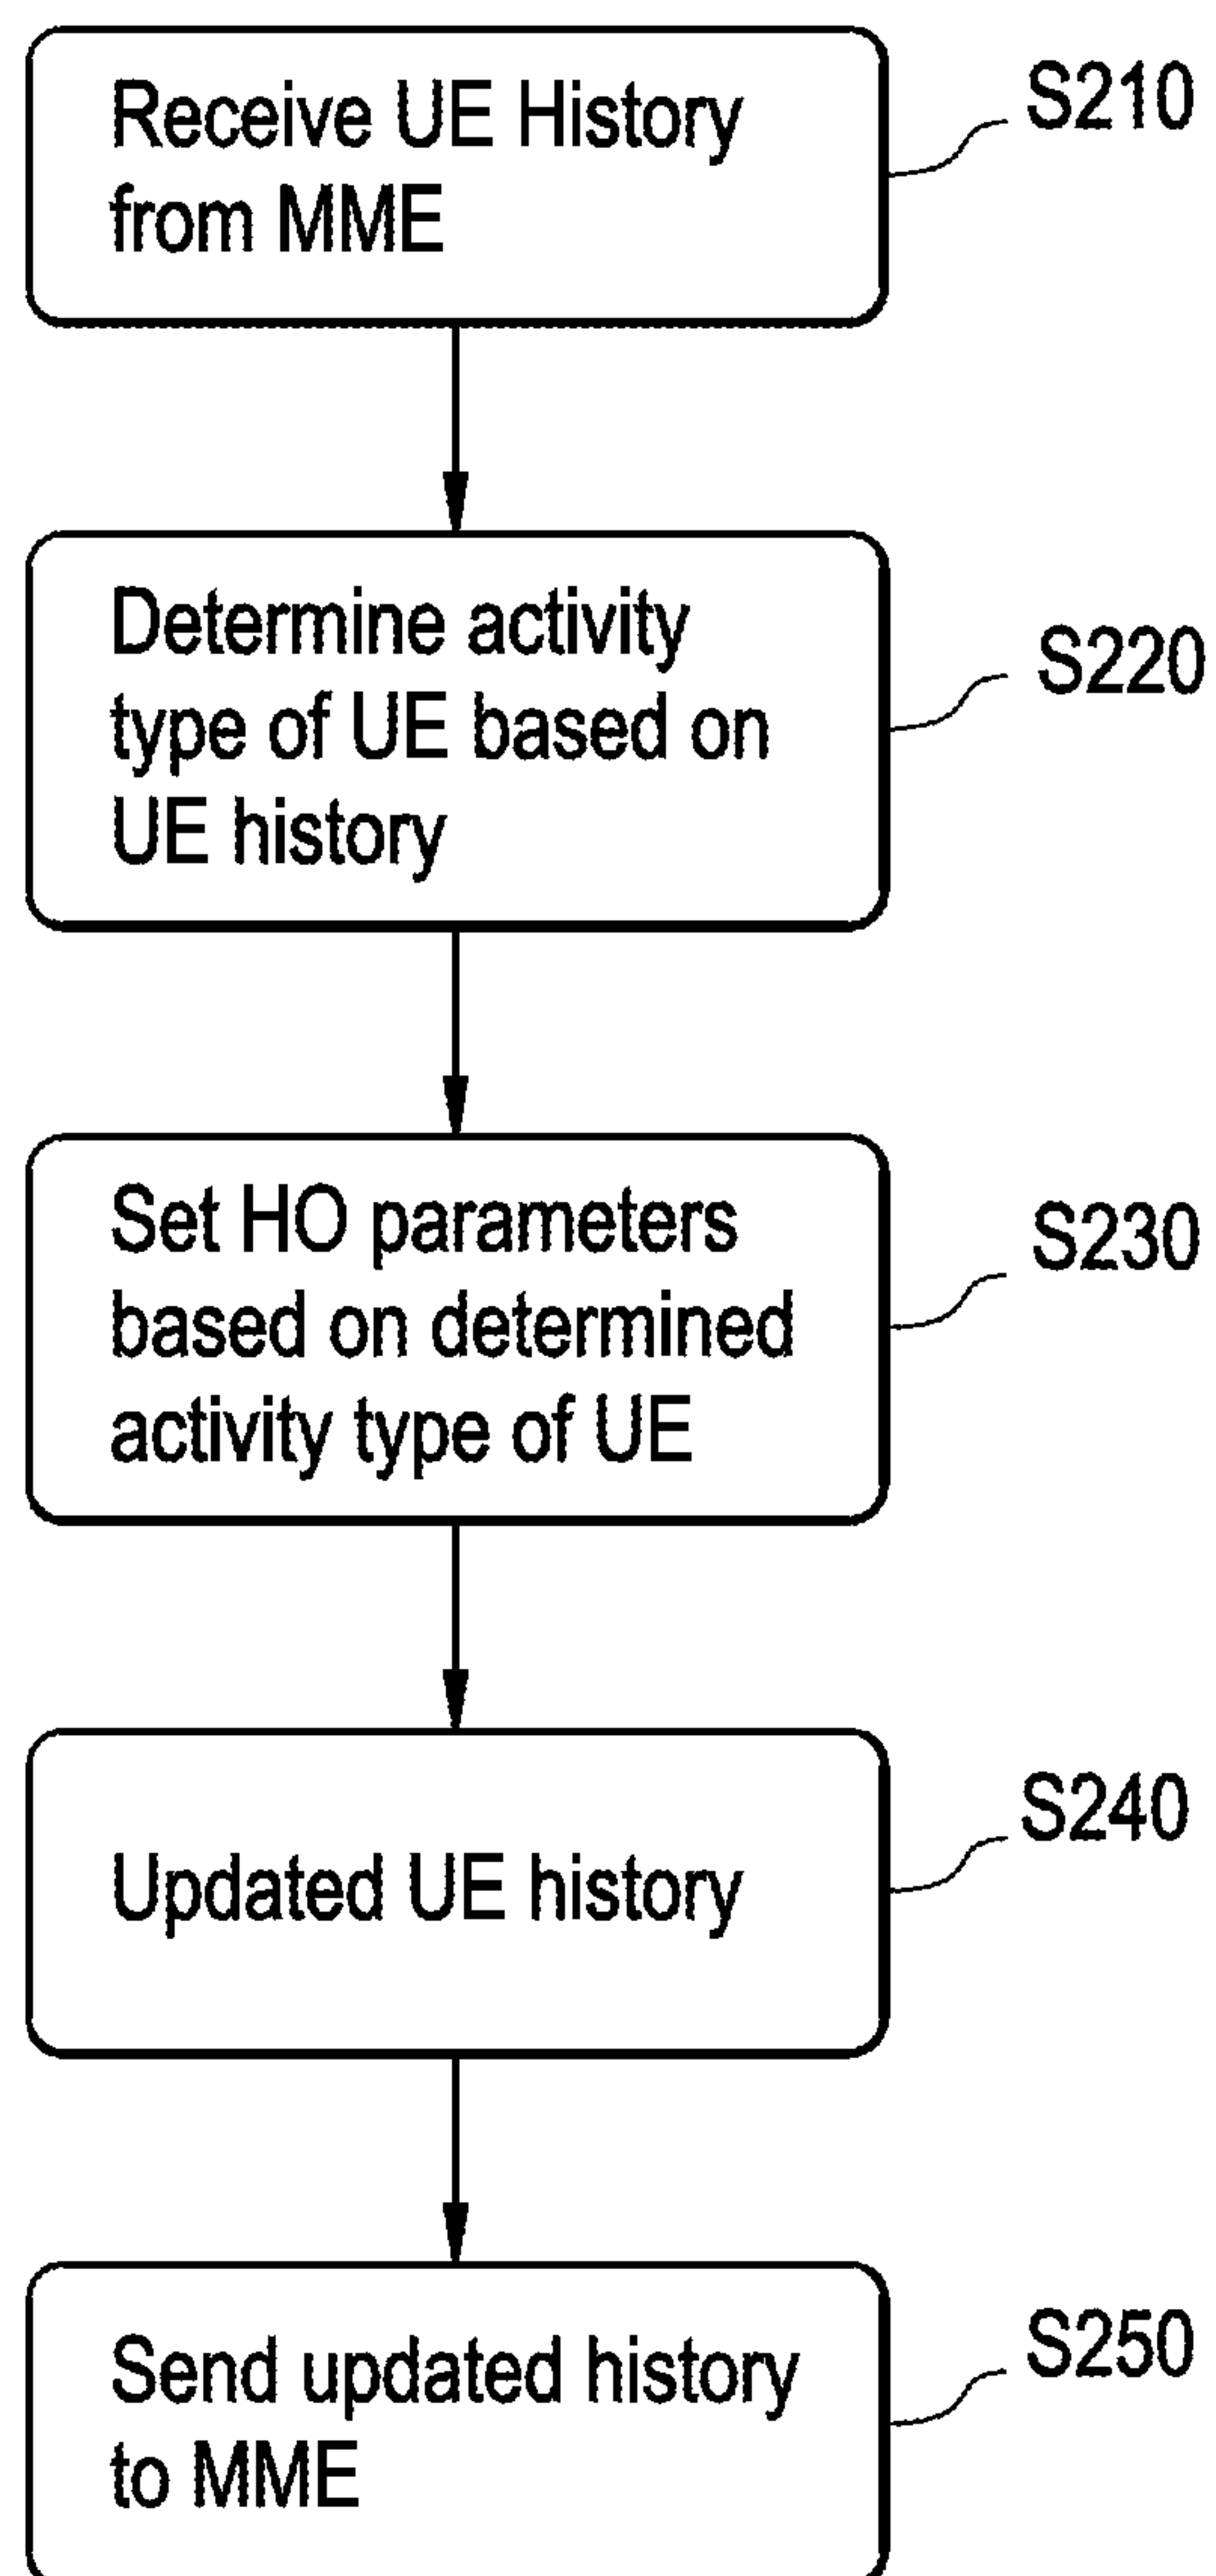 Receive UE History
from MME
S210
Determine activity
type of UE based on
UE history
S220
Set HO parameters
based on determined
activity type of UE
S230
Updated UE history
S240
Send updated history
to MME
S250